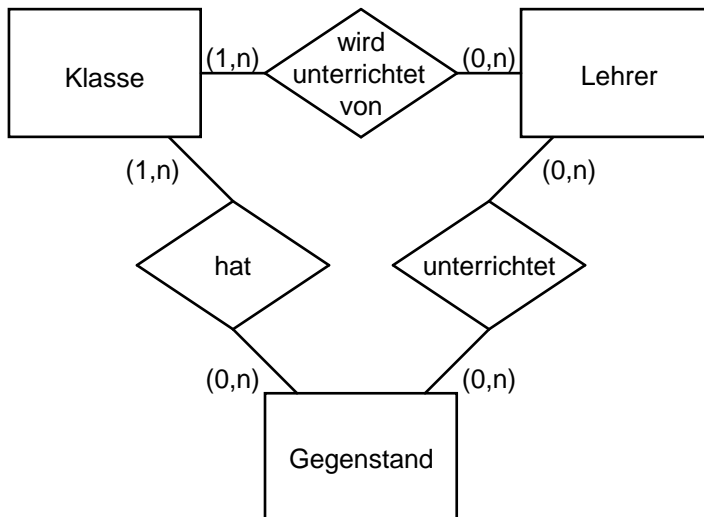 Klasse
(1,n)
wird
unterrichtet
von
(0,n)
Lehrer
(1,n)
(0,n)
hat
unterrichtet
(0,n)
(0,n)
Gegenstand